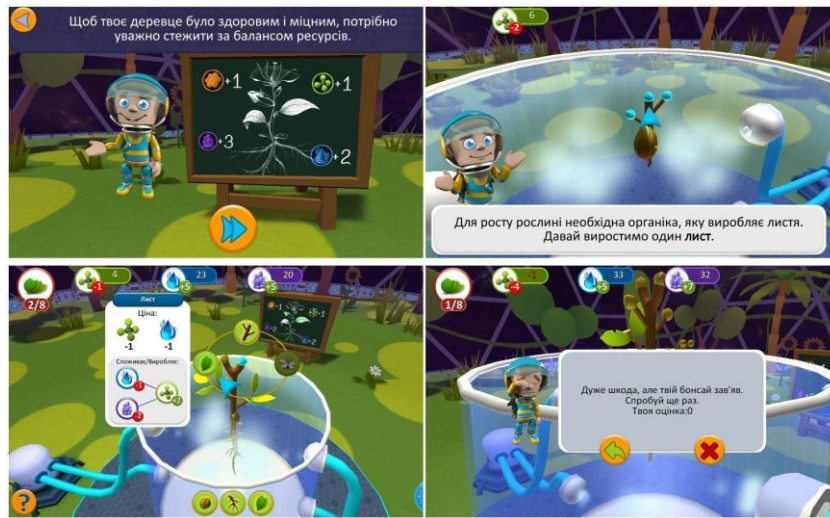 Щоб твоє деревце було здоровим і міцним, потрібно
уважно стежити за балансом ресурсів.
+1
+1
+3
+2
6
-2
Для росту рослині необхідна органіка, яку виробляє листя.
Давай виростимо один лист.
2/8
4
-1
23
+5
20
+5
Лист
Ціна:
-1
-1
Споживає/Виробляє:
?
1/8
-1
-4
33
+5
32
+7
Дуже шкода, але твій бонсай зав'яв.
Спробуй ще раз.
Твоя оцінка:0